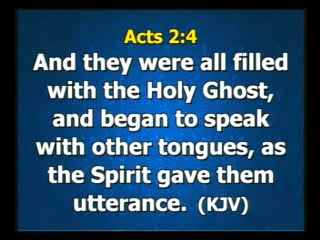 Acts 2:4
And they were all filled
with the Holy Ghost,
and began to speak
with other tongues, as
the Spirit gave them
utterance. (KJV)